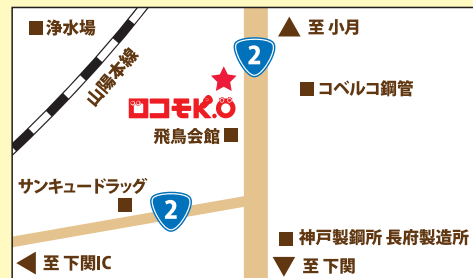 浄水場
山陽本線
2
至 小月
コベルコ鋼管
ロコモK.O
飛鳥会館
サンキュードラッグ
2
神戸製鋼所 長府製造所
至 下関IC
至 下関